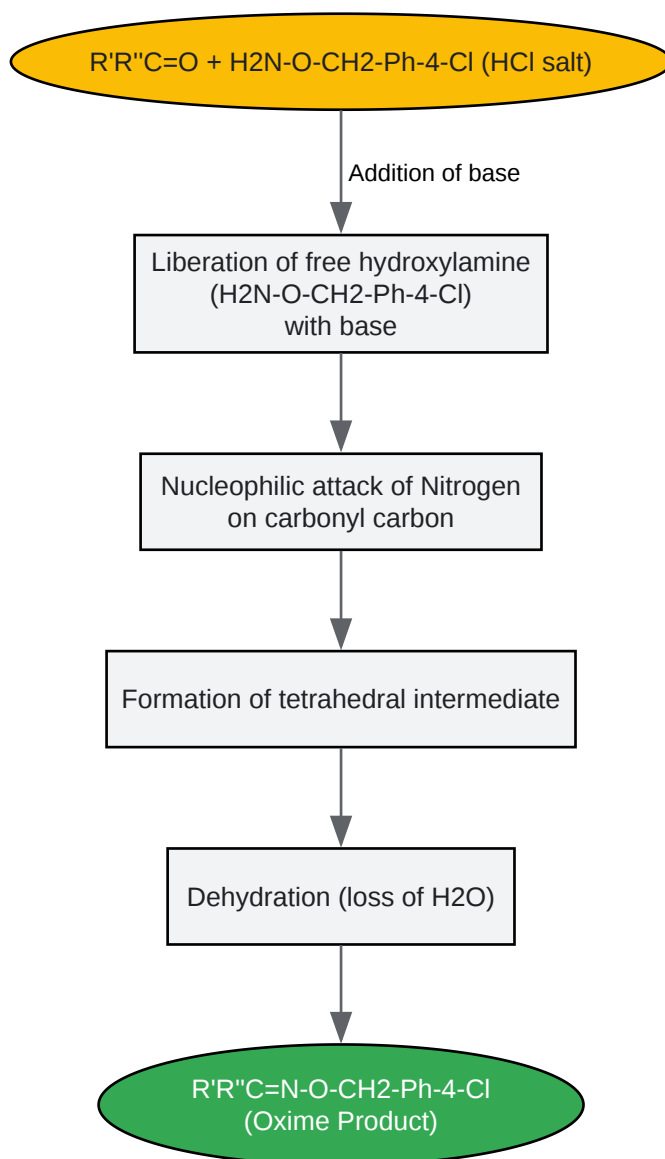 R'R"C=O + H2N-O-CH2-Ph-4-Cl (HCl salt)
Addition of base
Liberation of free hydroxylamine
(H2N-O-CH2-Ph-4-Cl)
with base
Nucleophilic attack of Nitrogen
on carbonyl carbon
Formation of tetrahedral intermediate
Dehydration (loss of H2O)
R'R"C=N-O-CH2-Ph-4-Cl
(Oxime Product)